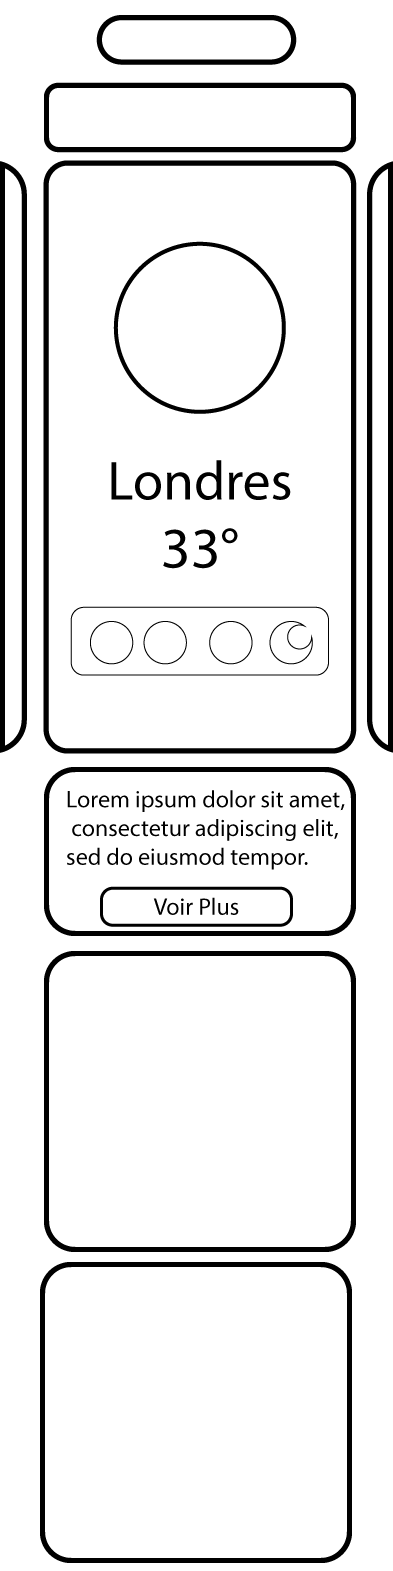 Londres
33°
Lorem ipsum dolor sit amet,
consectetur adipiscing elit,
sed do eiusmod tempor.
Voir Plus